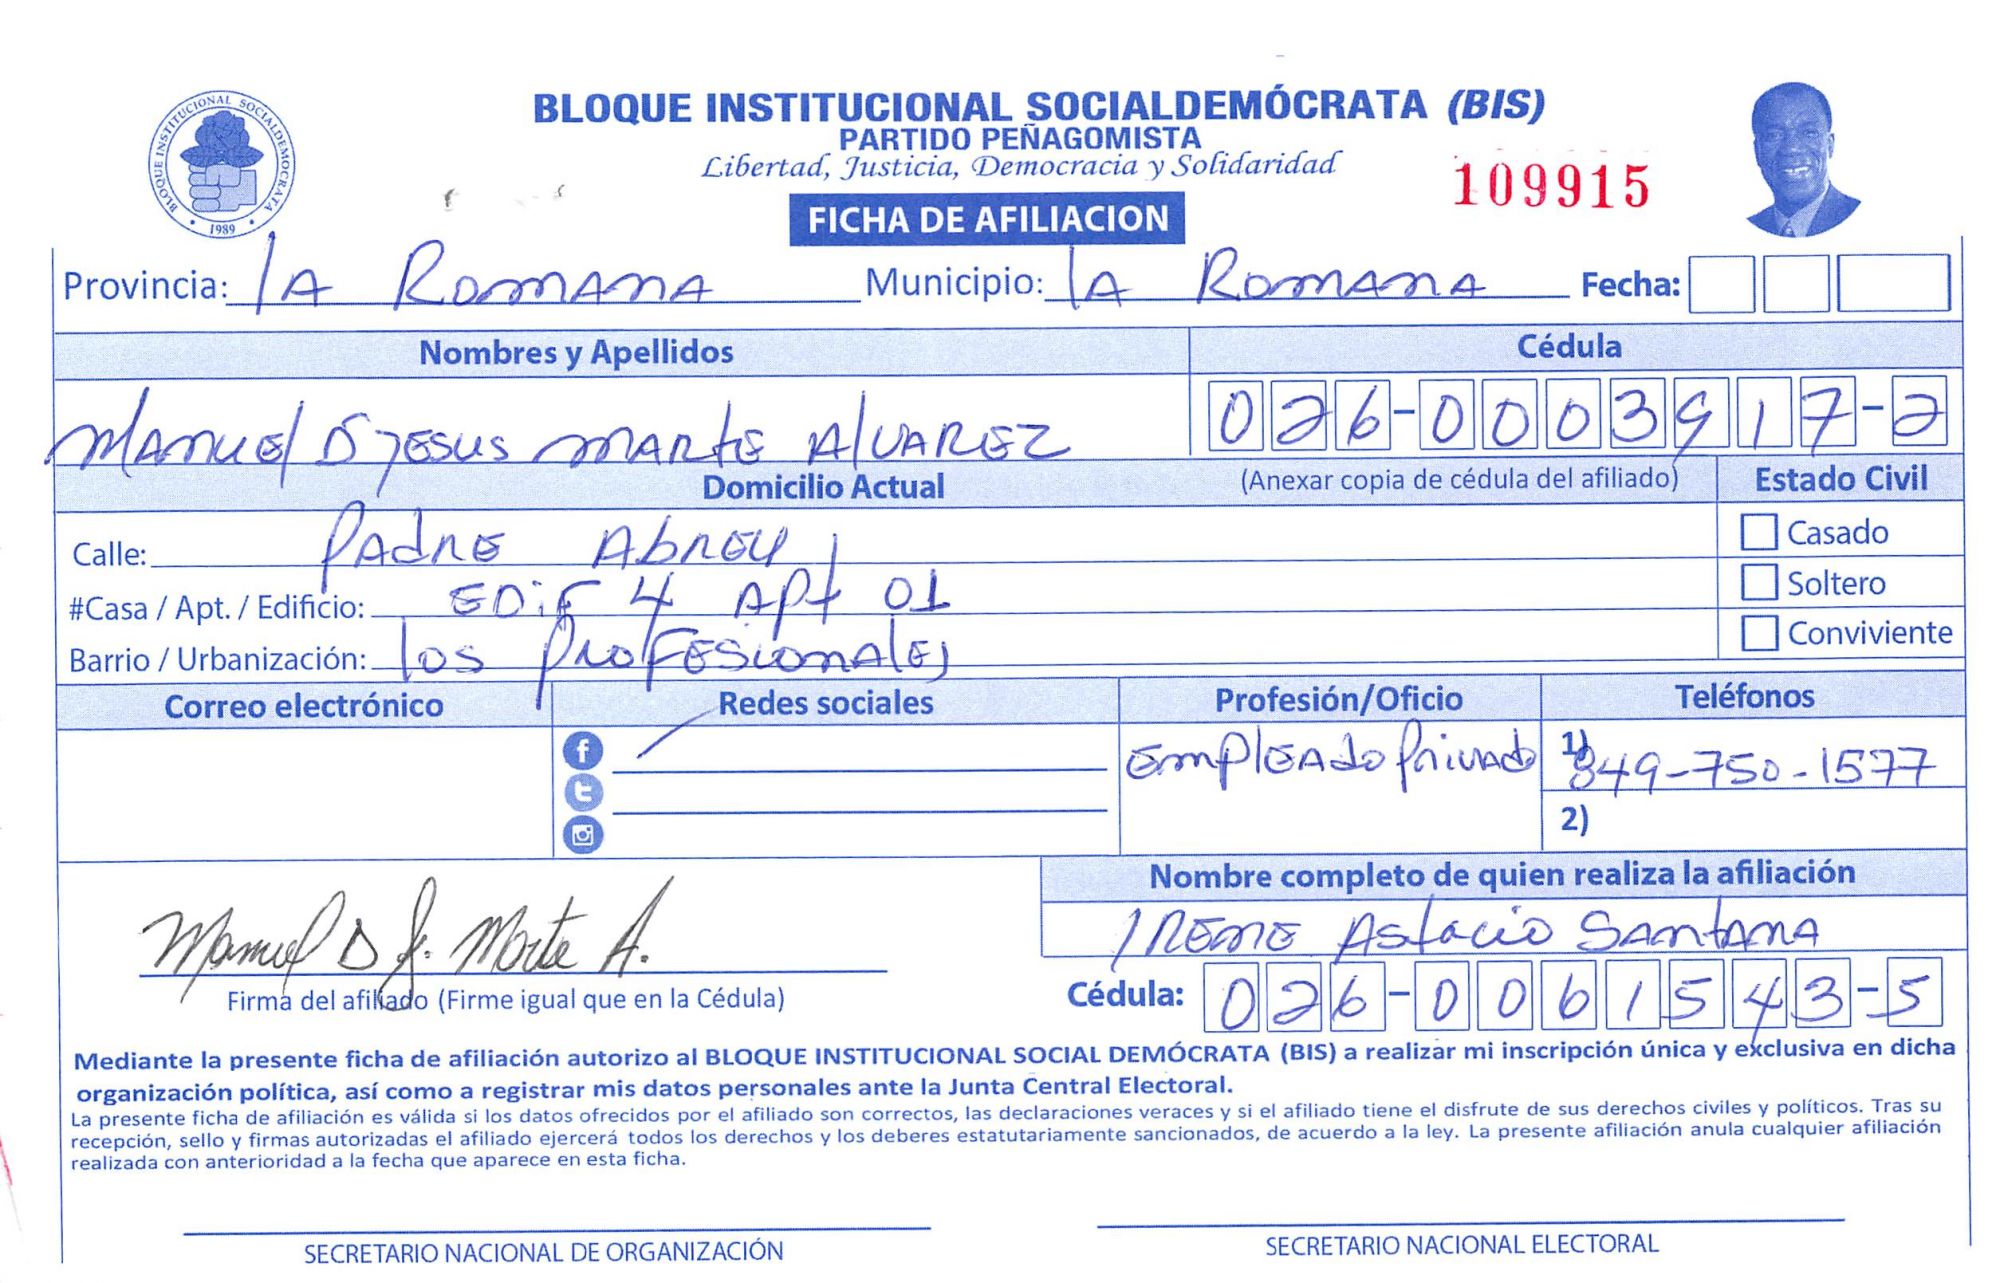 BLOQUE INSTITUCIONAL SOCIALDEMÓCRATA (BIS)
PARTIDO PEÑAGOMISTA
Libertad, Justicia, Democracia y Solidaridad
109915
BLOQUE INSTITUCIONAL SOCIALDEMOCRATA
1989
FICHA DE AFILIACION
Provincia: lA RomANA Municipio: lA RomANA Fecha:
Nombres y Apellidos Cédula
MANUEl D JESUS MARtE AlVAREZ 026-0003917-2
Domicilio Actual (Anexar copia de cédula del afiliado) Estado Civil
Calle: PAdRE AbREU Casado
#Casa / Apt. / Edificio: EDiF 4 APt 01 Soltero
Barrio / Urbanización: los PRoFESionAlES Conviviente
Correo electrónico Redes sociales Profesión/Oficio Teléfonos
EmplEAdo Privado 1) 849-750-1577
2)
Nombre completo de quien realiza la afiliación
IRENE AStacio SANtANA
Manuel D J. Marte A.
Firma del afiliado (Firme igual que en la Cédula) Cédula: 026-0061543-5
Mediante la presente ficha de afiliación autorizo al BLOQUE INSTITUCIONAL SOCIAL DEMÓCRATA (BIS) a realizar mi inscripción única y exclusiva en dicha
organización política, así como a registrar mis datos personales ante la Junta Central Electoral.
La presente ficha de afiliación es válida si los datos ofrecidos por el afiliado son correctos, las declaraciones veraces y si el afiliado tiene el disfrute de sus derechos civiles y políticos. Tras su
recepción, sello y firmas autorizadas el afiliado ejercerá todos los derechos y los deberes estatutariamente sancionados, de acuerdo a la ley. La presente afiliación anula cualquier afiliación
realizada con anterioridad a la fecha que aparece en esta ficha.
SECRETARIO NACIONAL DE ORGANIZACIÓN SECRETARIO NACIONAL ELECTORAL